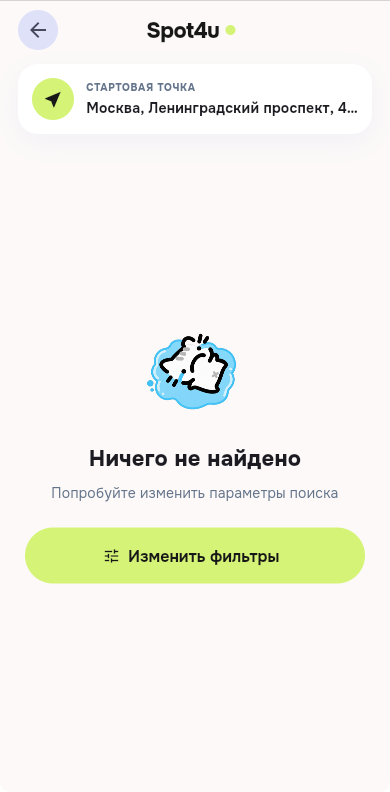 Spot4u
СТАРТОВАЯ ТОЧКА
Москва, Ленинградский проспект, 4...
Ничего не найдено
Попробуйте изменить параметры поиска
Изменить фильтры